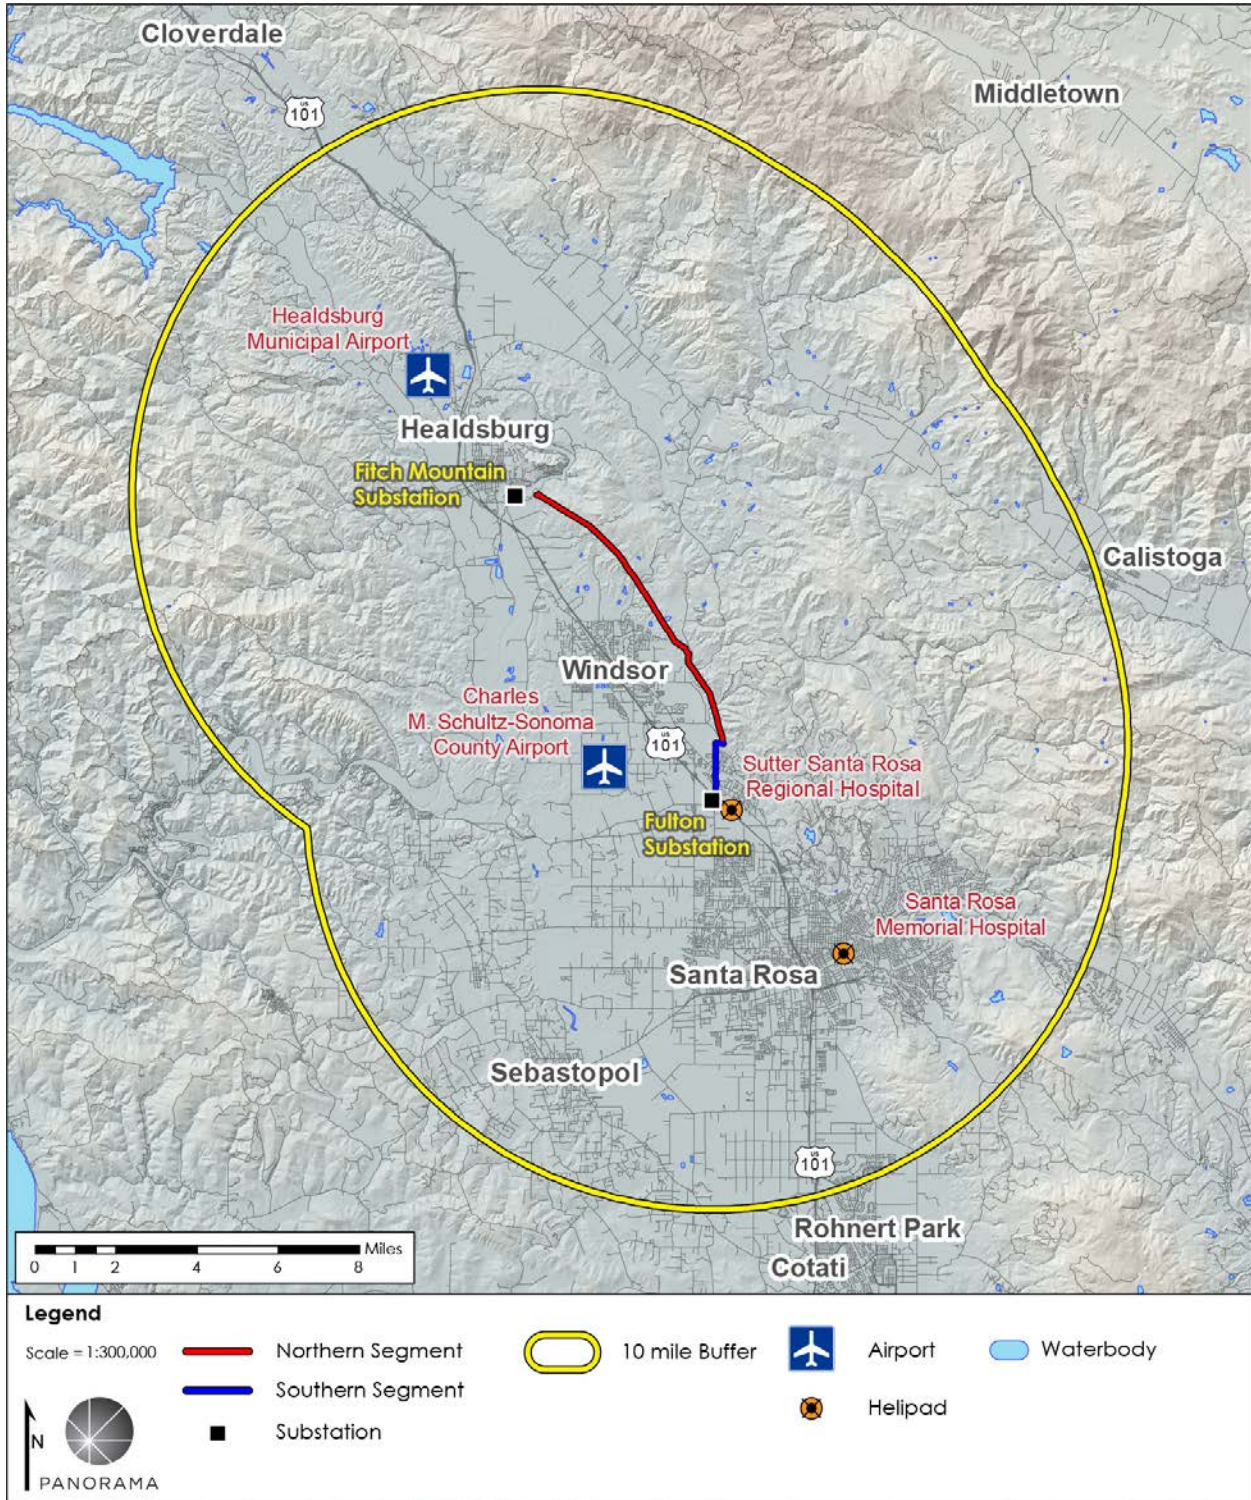 Cloverdale
US
101
Middletown
Healdsburg
Municipal Airport
Healdsburg
Fitch Mountain
Substation
Calistoga
Windsor
Charles
M. Schultz-Sonoma
County Airport
US
101
Sutter Santa Rosa
Regional Hospital
Fulton
Substation
Santa Rosa
Memorial Hospital
Santa Rosa
Sebastopol
US
101
Rohnert Park
Cotati
Miles
0 1 2 4 6 8
Legend
Scale = 1:300,000
Northern Segment
Southern Segment
Substation
10 mile Buffer
Airport
Helipad
Waterbody
N
PANORAMA